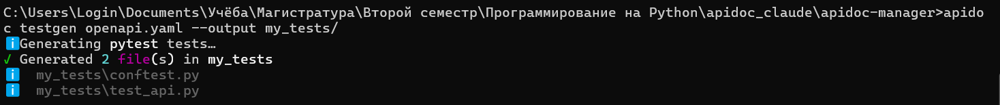 C:\Users\Login\Documents\Учёба\Магистратура\Второй семестр\Программирование на Python\apidoc_claude\apidoc-manager>apido
c testgen openapi.yaml --output my_tests/
ℹ️Generating pytest tests…
✓ Generated 2 file(s) in my_tests
ℹ️  my_tests\conftest.py
ℹ️  my_tests\test_api.py